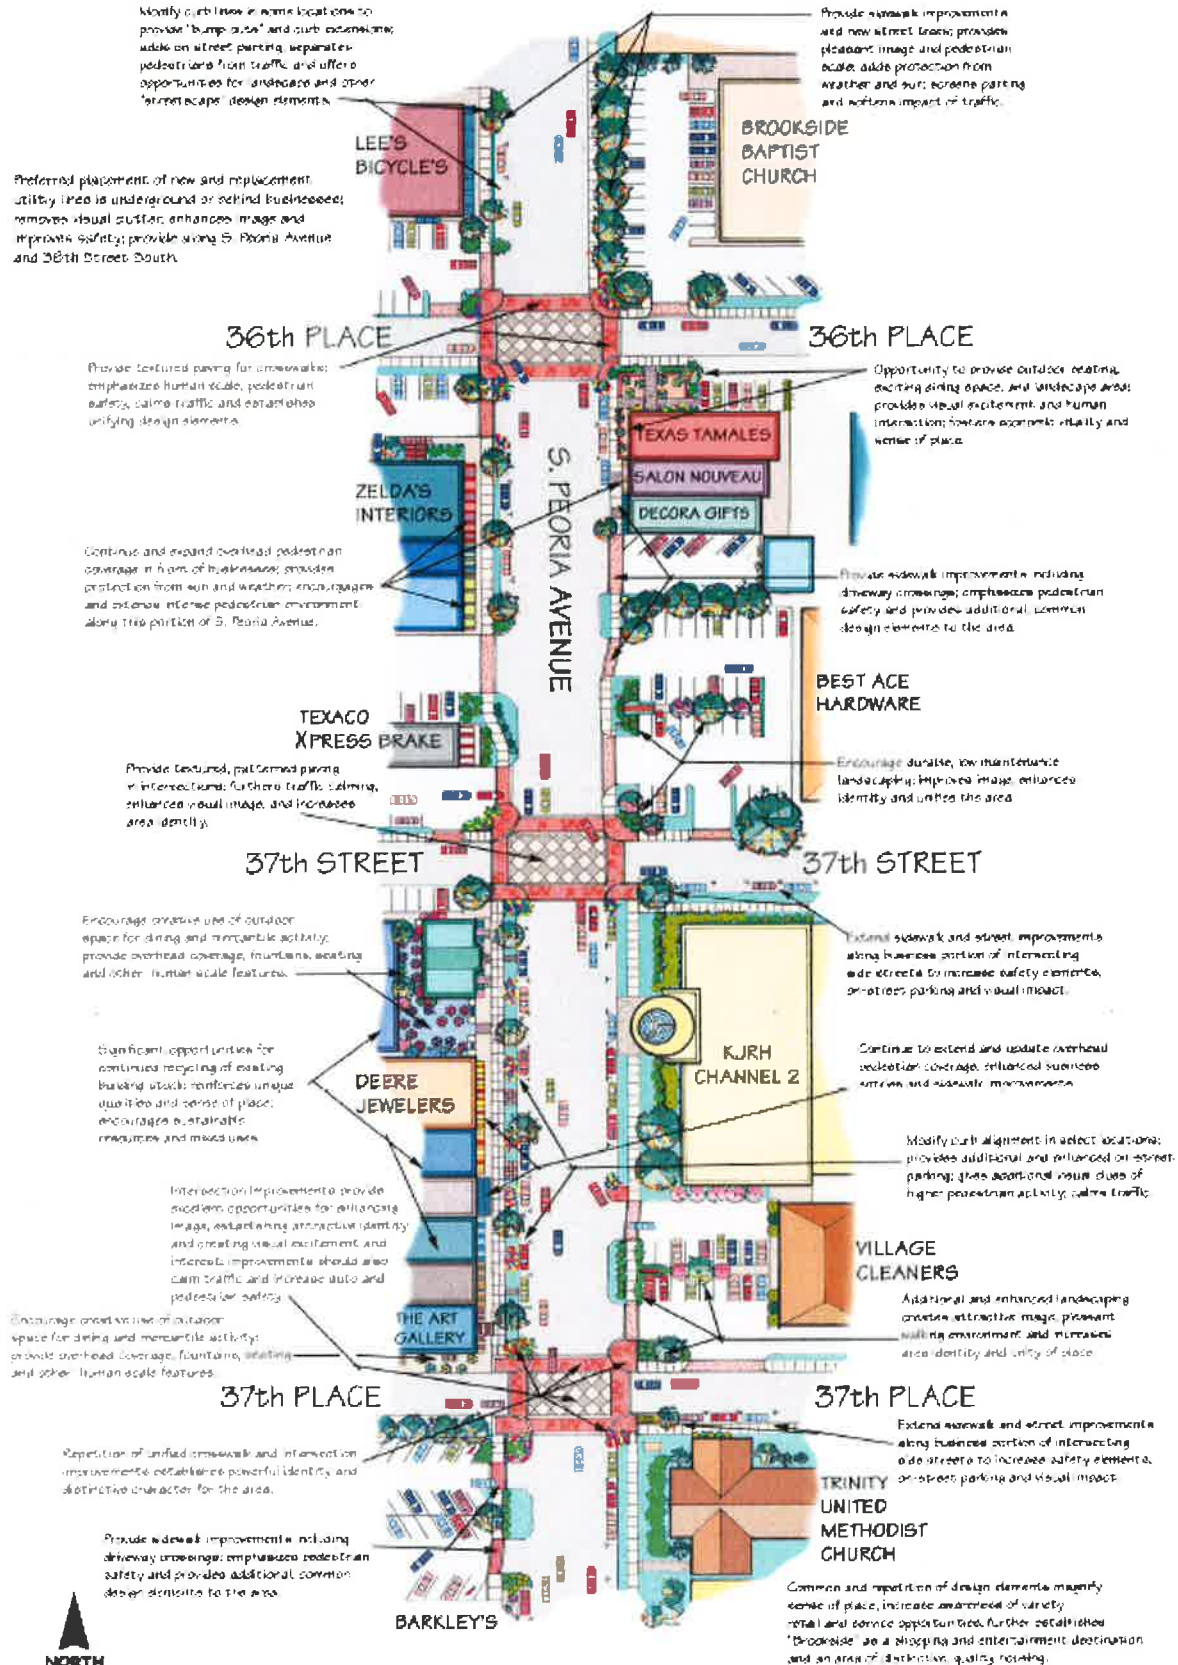 Modify curb lines in some locations to
provide "bump outs" and curb extensions;
adds on street parking, separates
pedestrians from traffic and offers
opportunities for landscape and other
"streetscape" design elements.
Provide sidewalk improvements
and new street trees; provides
pleasant image and pedestrian
scale; adds protection from
weather and sun; screens parking
and softens impact of traffic.
LEE'S
BICYCLE'S
BROOKSIDE
BAPTIST
CHURCH
Preferred placement of new and replacement
utility lines is underground or behind businesses;
removes visual clutter, enhances image and
improves safety; provide along S. Peoria Avenue
and 36th Street South.
36th PLACE
36th PLACE
Provide textured paving for crosswalks;
emphasizes human scale, pedestrian
safety, calms traffic and establishes
unifying design elements.
Opportunity to provide outdoor seating,
exciting dining space, and landscape area;
provides visual excitement and human
interaction; fosters economic vitality and
sense of place.
TEXAS TAMALES
SALON NOUVEAU
DECORA GIFTS
S. PEORIA AVENUE
ZELDA'S
INTERIORS
Continue and expand overhead pedestrian
coverage in front of businesses; provides
protection from sun and weather; encourages
and extends intense pedestrian environment
along this portion of S. Peoria Avenue.
Provide sidewalk improvements including
driveway crossings; emphasizes pedestrian
safety and provides additional, common
design elements to the area.
BEST ACE
HARDWARE
TEXACO
XPRESS BRAKE
Provide textured, patterned paving
in intersections; furthers traffic calming,
enhanced visual image, and increases
area identity.
Encourage durable, low maintenance
landscaping; improves image, enhances
identity and unifies the area.
37th STREET
37th STREET
Encourage creative use of outdoor
space for dining and mercantile activity;
provide overhead coverage, fountains, seating
and other human scale features.
Extend sidewalk and street improvements
along business portion of intersecting
side streets to increase safety elements,
on-street parking and visual impact.
Significant opportunities for
continued recycling of existing
building stock; reinforces unique
qualities and sense of place;
encourages sustainable
resources and mixed uses.
DEERE
JEWELERS
KJRH
CHANNEL 2
Continue to extend and update overhead
pedestrian coverage, enhanced business
entries and sidewalk improvements.
Modify curb alignment in select locations;
provides additional and enhanced on street
parking; gives additional visual clues of
higher pedestrian activity; calms traffic.
Intersection improvements provide
excellent opportunities for enhancing
image, establishing attractive identity
and creating visual excitement and
interest; improvements should also
calm traffic and increase auto and
pedestrian safety.
VILLAGE
CLEANERS
Additional and enhanced landscaping
creates attractive image, pleasant
walking environment and increases
area identity and unity of place.
THE ART
GALLERY
Encourage creative use of outdoor
space for dining and mercantile activity;
provide overhead coverage, fountains, seating
and other human scale features.
37th PLACE
37th PLACE
Extend sidewalk and street improvements
along business portion of intersecting
side streets to increase safety elements,
on-street parking and visual impact.
Repetition of unified crosswalk and intersection
improvements establishes powerful identity and
distinctive character for the area.
TRINITY
UNITED
METHODIST
CHURCH
Provide sidewalk improvements including
driveway crossings; emphasizes pedestrian
safety and provides additional, common
design elements to the area.
BARKLEY'S
Common and repetition of design elements magnify
sense of place, increase awareness of variety
retail and service opportunities, further established
"Brookside" as a shopping and entertainment destination
and an area of distinctive, quality housing.
NORTH